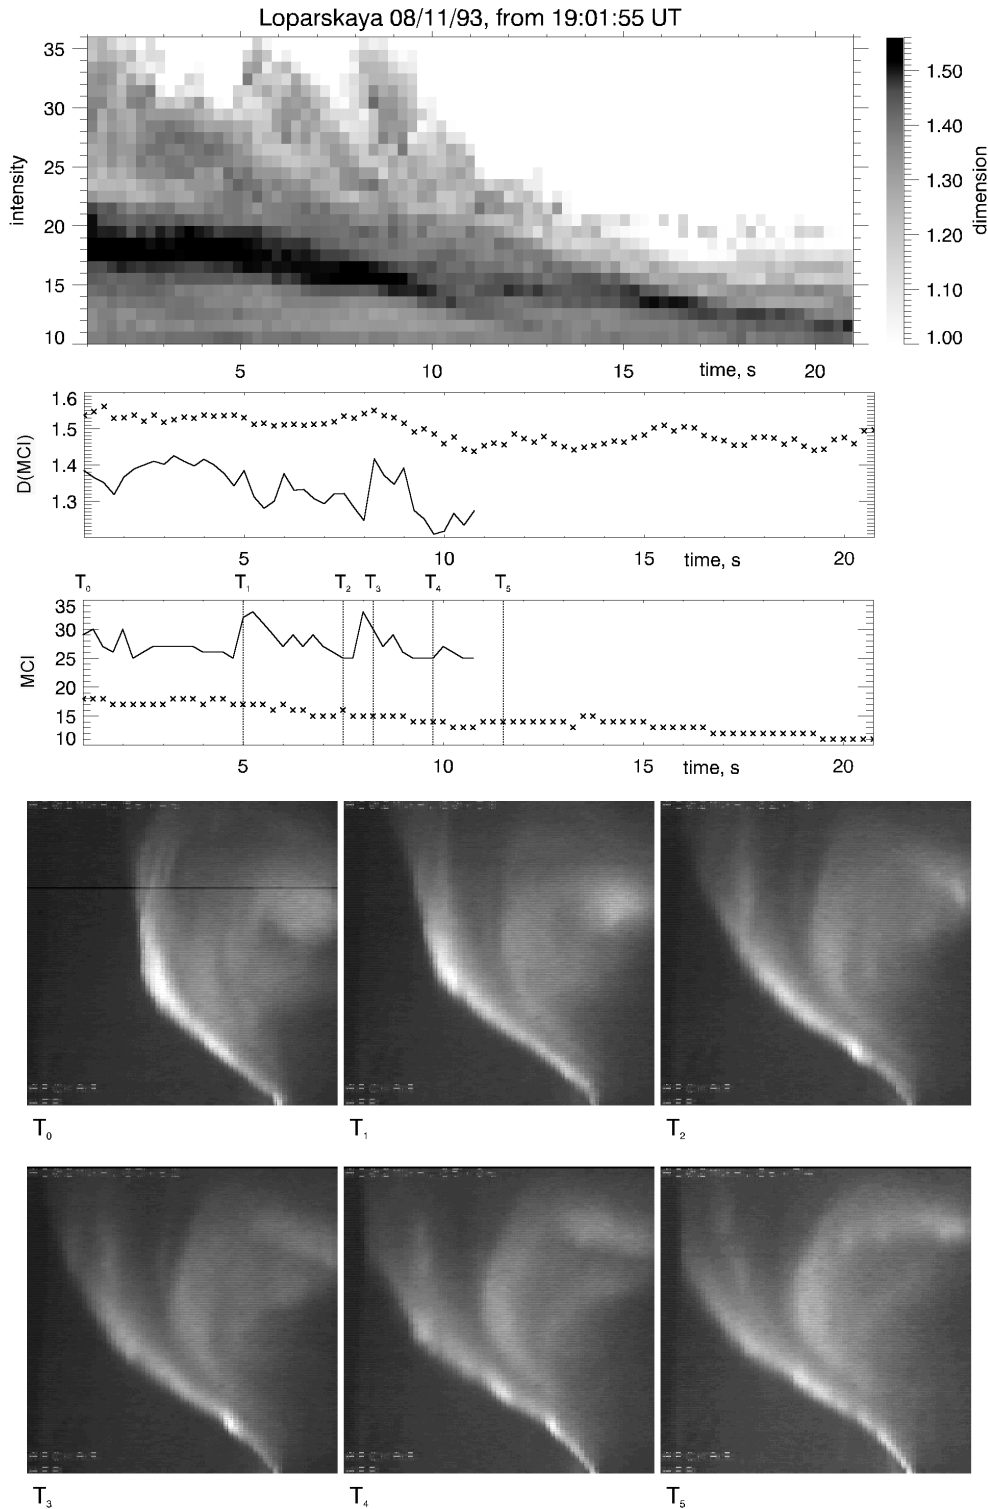 Loparskaya 08/11/93, from 19:01:55 UT
35
30
25
20
15
10
intensity
5
10
15
time, s
20
1.50
1.40
1.30
1.20
1.10
1.00
dimension
1.6
1.5
1.4
1.3
D(MCI)
5
10
15
time, s
20
T₀
T₁
T₂
T₃
T₄
T₅
35
30
25
20
15
10
MCI
5
10
15
time, s
20
T₀
T₁
T₂
T₃
T₄
T₅